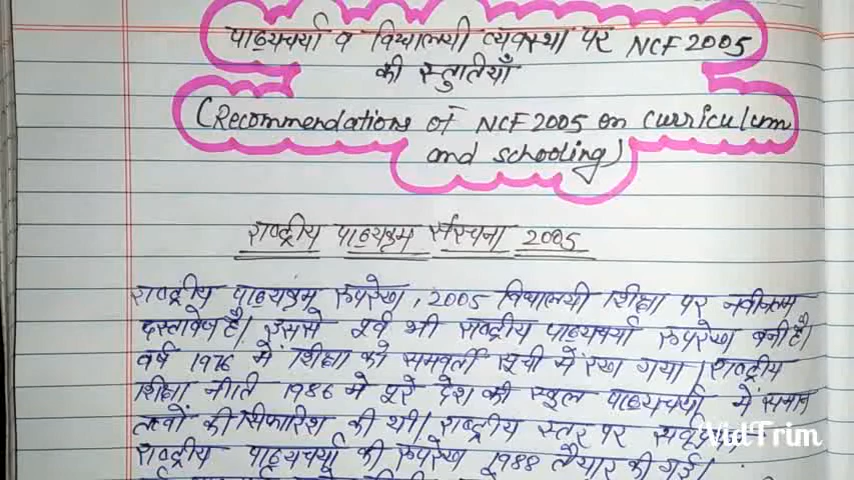 पाठ्यचर्या व विद्यालयी व्यवस्था पर NCF 2005
की स्तुतियाँ
(Recommendations of NCF 2005 on curriculum
and schooling)
राष्ट्रीय पाठ्यक्रम संरचना 2005
राष्ट्रीय पाठ्यक्रम रूपरेखा, 2005 विद्यालयी शिक्षा पर नवीनतम
दस्तावेज है। इससे पूर्व भी राष्ट्रीय पाठ्यचर्या रूपरेखा बनी है।
वर्ष 1976 में शिक्षा को समवर्ती सूची में रखा गया। राष्ट्रीय
शिक्षा नीति 1986 मे पूरे देश की स्कूल पाठ्यचर्या में समान
तत्वों की सिफारिश की थी। राष्ट्रीय स्तर पर
राष्ट्रीय पाठ्यचर्या की रूपरेखा 1988 तैयार की गई।
VidTrim